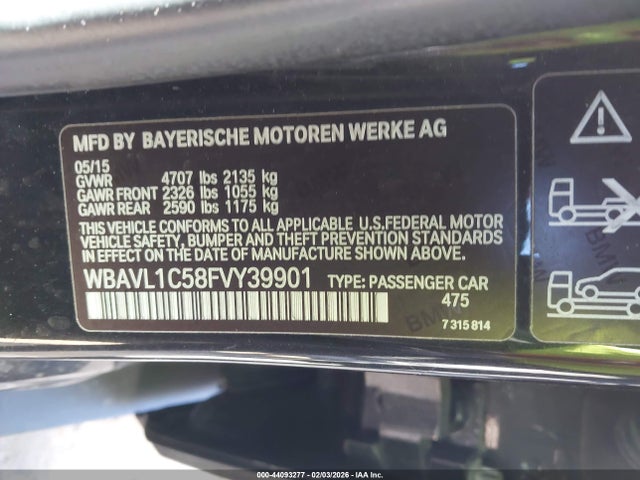 MFD BY BAYERISCHE MOTOREN WERKE AG
05/15
GVWR 4707 lbs 2135 kg
GAWR FRONT 2326 lbs 1055 kg
GAWR REAR 2590 lbs 1175 kg
THIS VEHICLE CONFORMS TO ALL APPLICABLE U.S.FEDERAL MOTOR
VEHICLE SAFETY, BUMPER AND THEFT PREVENTION STANDARDS
IN EFFECT ON THE DATE OF MANUFACTURE SHOWN ABOVE.
WBAVL1C58FVY39901 TYPE: PASSENGER CAR
475
7 315 814
000-44093277 - 02/03/2026 - IAAI.COM